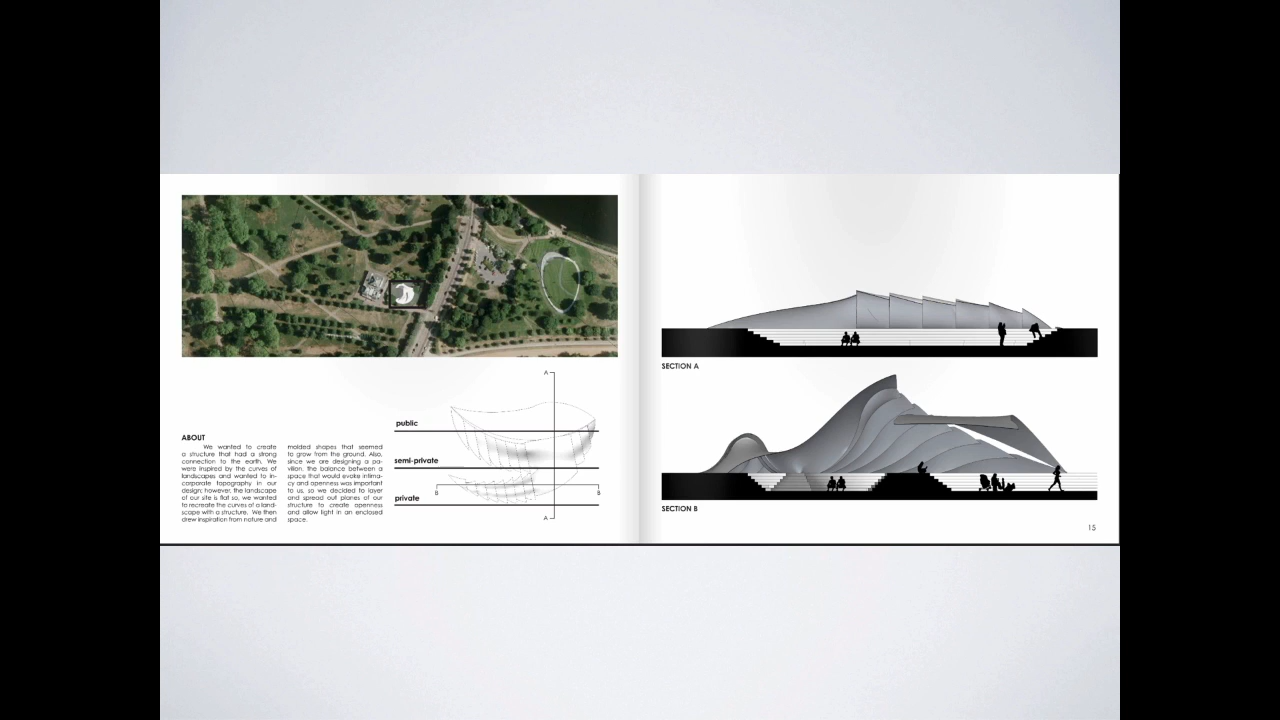 ABOUT
We wanted to create
a structure that had a strong
connection to the earth. We
were inspired by the curves of
landscapes and wanted to in-
corporate topography in our
design; however, the landscape
of our site is flat so, we wanted
to recreate the curves of a land-
scape with a structure. We then
drew inspiration from nature and
molded shapes that seemed
to grow from the ground. Also,
since we are designing a pa-
vilion, the balance between a
space that would evoke intima-
cy and openness was important
to us, so we decided to layer
and spread out planes of our
structure to create openness
and allow light in an enclosed
space.
A
public
semi-private
private
B
B
A
SECTION A
SECTION B
15